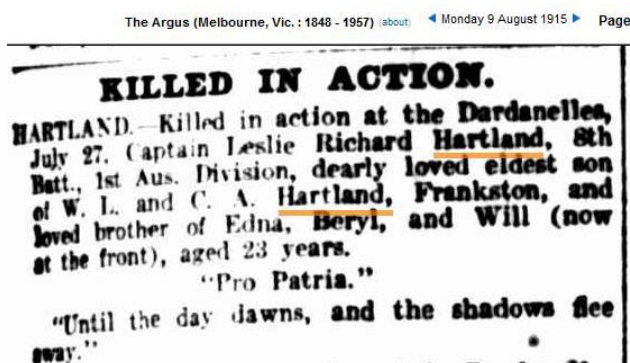 The Argus (Melbourne, Vic. : 1848 - 1957) (about) Monday 9 August 1915 Page
KILLED IN ACTION.
HARTLAND.—Killed in action at the Dardanelles,
July 27, Captain Leslie Richard Hartland, 8th
Batt., 1st Aus. Division, dearly loved eldest son
of W. L. and C. A. Hartland, Frankston, and
loved brother of Edna, Beryl, and Will (now
at the front), aged 23 years.
"Pro Patria."
"Until the day dawns, and the shadows flee
away."